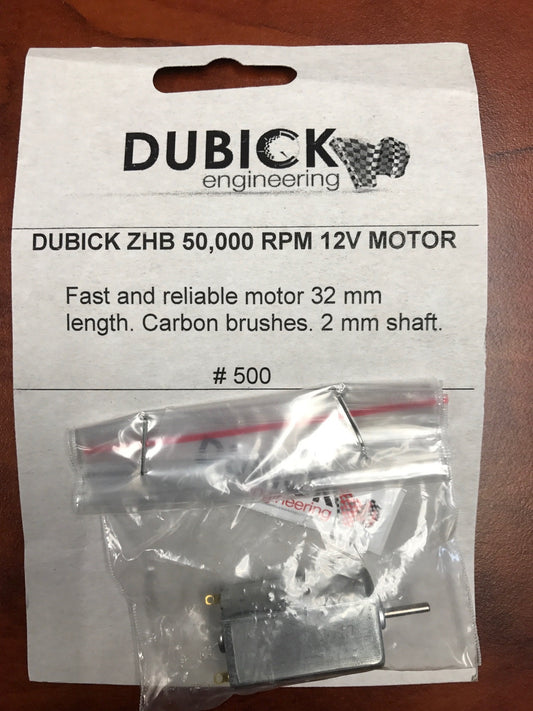 DUBICK
engineering
DUBICK ZHB 50,000 RPM 12V MOTOR
Fast and reliable motor 32 mm
length. Carbon brushes. 2 mm shaft.
# 500
engineering